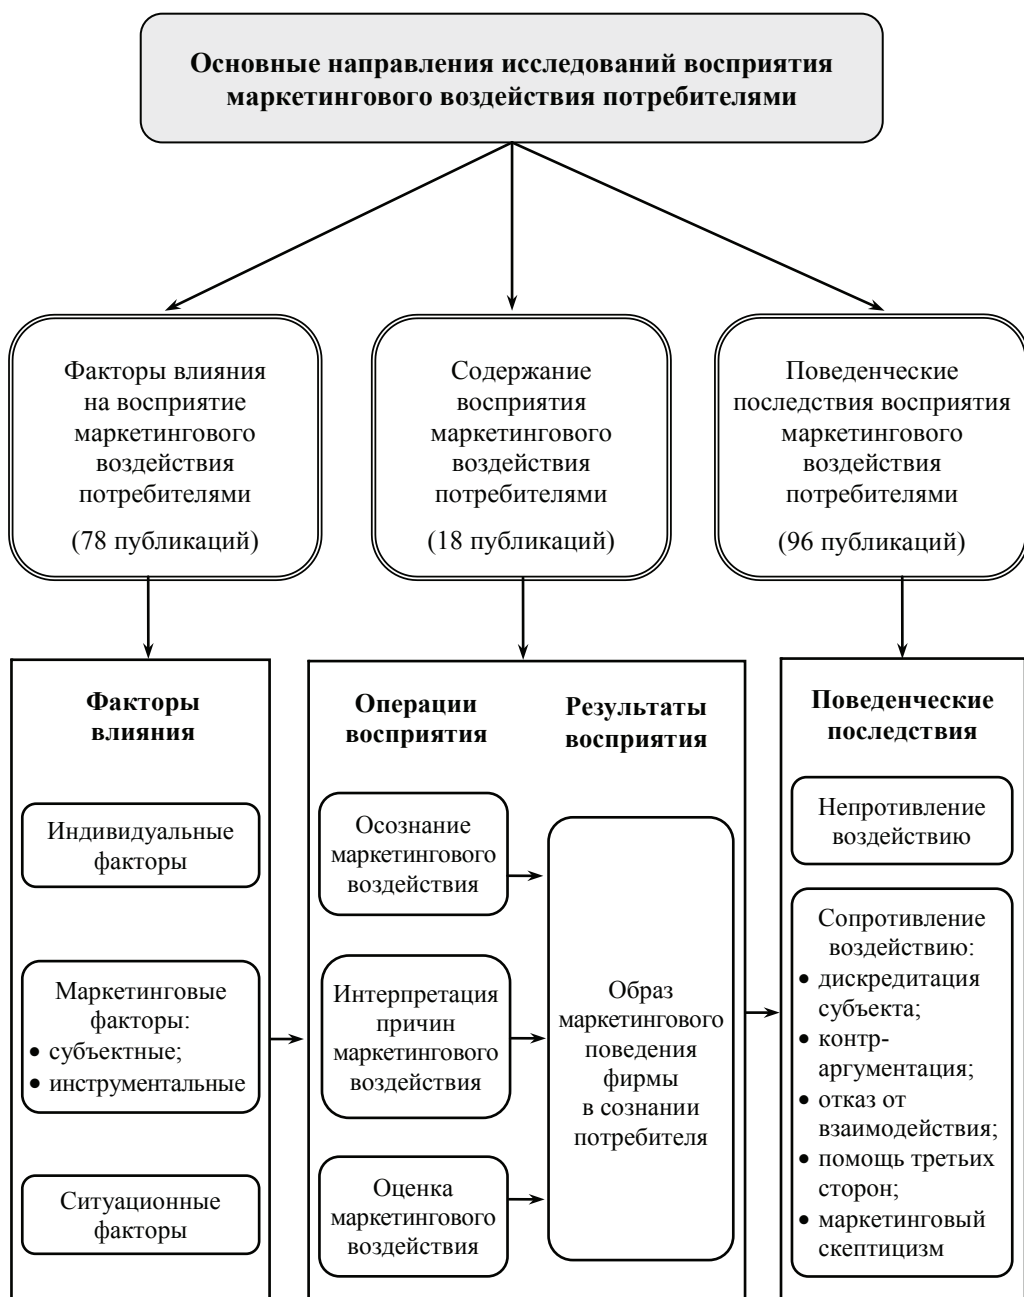 Основные направления исследований восприятия
маркетингового воздействия потребителями
Факторы влияния
на восприятие
маркетингового
воздействия
потребителями
(78 публикаций)
Содержание
восприятия
маркетингового
воздействия
потребителями
(18 публикаций)
Поведенческие
последствия восприятия
маркетингового
воздействия
потребителями
(96 публикаций)
Факторы
влияния
Индивидуальные
факторы
Маркетинговые
факторы:
• субъектные;
• инструментальные
Ситуационные
факторы
Операции
восприятия
Осознание
маркетингового
воздействия
Интерпретация
причин
маркетингового
воздействия
Оценка
маркетингового
воздействия
Результаты
восприятия
Образ
маркетингового
поведения
фирмы
в сознании
потребителя
Поведенческие
последствия
Непротивление
воздействию
Сопротивление
воздействию:
• дискредитация
субъекта;
• контр-
аргументация;
• отказ от
взаимодействия;
• помощь третьих
сторон;
• маркетинговый
скептицизм